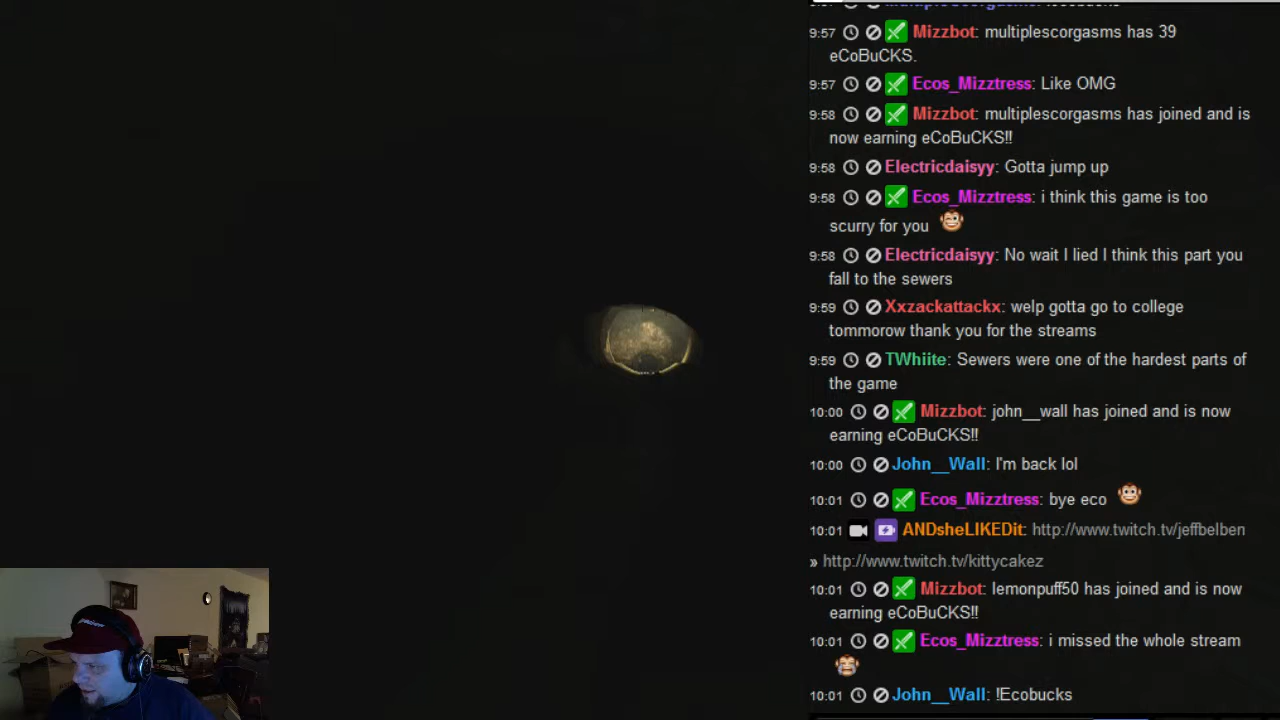 9:57 Mizzbot: multiplescorgasms has 39
eCoBuCKS.
9:57 Ecos_Mizztress: Like OMG
9:58 Mizzbot: multiplescorgasms has joined and is
now earning eCoBuCKS!!
9:58 Electricdaisyy: Gotta jump up
9:58 Ecos_Mizztress: i think this game is too
scurry for you
9:58 Electricdaisyy: No wait I lied I think this part you
fall to the sewers
9:59 Xxzackattackx: welp gotta go to college
tommorow thank you for the streams
9:59 TWhiite: Sewers were one of the hardest parts of
the game
10:00 Mizzbot: john__wall has joined and is now
earning eCoBuCKS!!
10:00 John__Wall: I'm back lol
10:01 Ecos_Mizztress: bye eco
10:01 ANDsheLIKEDit: http://www.twitch.tv/jeffbelben
» http://www.twitch.tv/kittycakez
10:01 Mizzbot: lemonpuff50 has joined and is now
earning eCoBuCKS!!
10:01 Ecos_Mizztress: i missed the whole stream
10:01 John__Wall: !Ecobucks